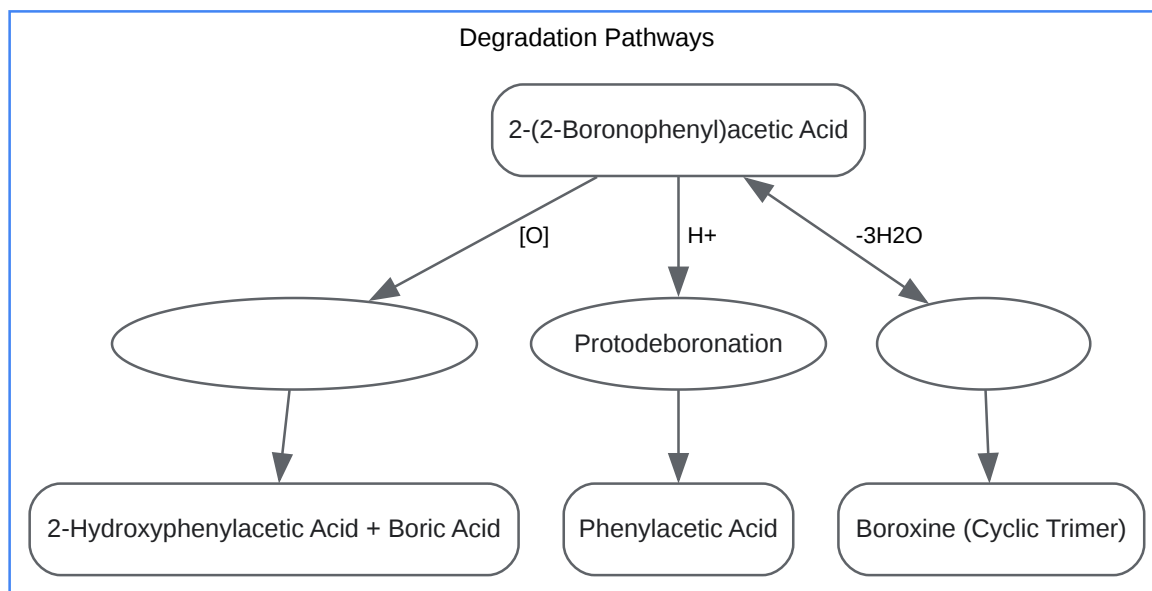 Degradation Pathways
2-(2-Boronophenyl)acetic Acid
[O]
H+
-3H2O
Protodeboronation
2-Hydroxyphenylacetic Acid + Boric Acid
Phenylacetic Acid
Boroxine (Cyclic Trimer)